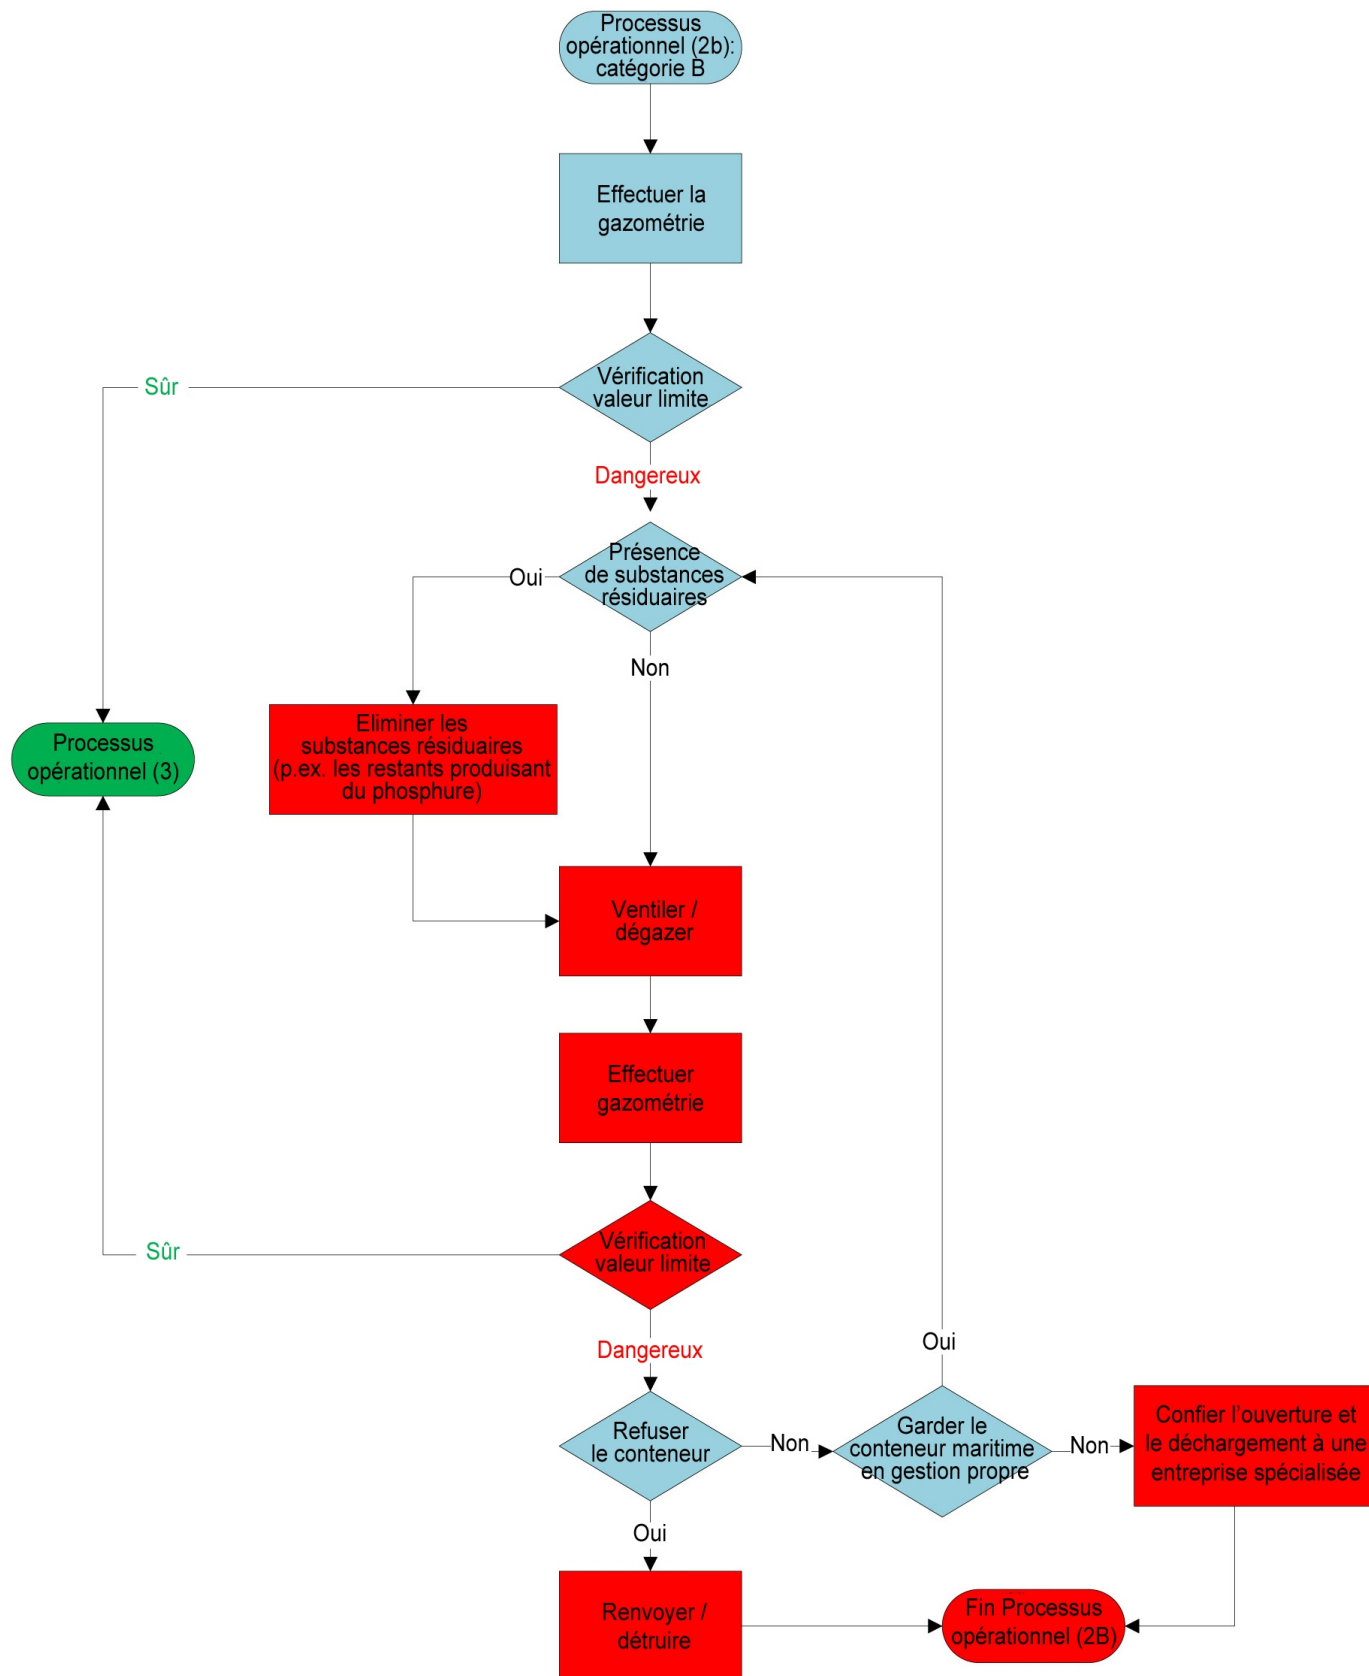 Processus
opérationnel (2b):
catégorie B
Effectuer la
gazométrie
Vérification
valeur limite
Sûr
Dangereux
Présence
de substances
résiduaires
Oui
Non
Eliminer les
substances résiduaires
(p.ex. les restants produisant
du phosphure)
Processus
opérationnel (3)
Ventiler /
dégazer
Effectuer
gazométrie
Vérification
valeur limite
Sûr
Dangereux
Oui
Refuser
le conteneur
Non
Garder le
conteneur maritime
en gestion propre
Non
Confier l'ouverture et
le déchargement à une
entreprise spécialisée
Oui
Renvoyer /
détruire
Fin Processus
opérationnel (2B)